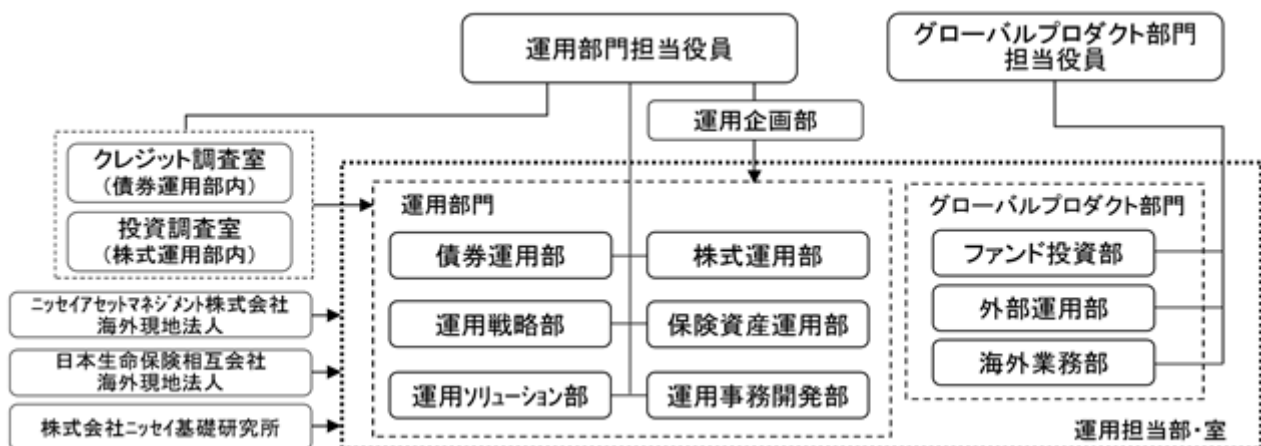 運用部門担当役員
グローバルプロダクト部門
担当役員
運用企画部
クレジット調査室
(債券運用部内)
投資調査室
(株式運用部内)
運用部門
債券運用部
株式運用部
運用戦略部
保険資産運用部
運用ソリューション部
運用事務開発部
グローバルプロダクト部門
ファンド投資部
外部運用部
海外業務部
ニッセイアセットマネジメント株式会社
海外現地法人
日本生命保険相互会社
海外現地法人
株式会社ニッセイ基礎研究所
運用担当部・室